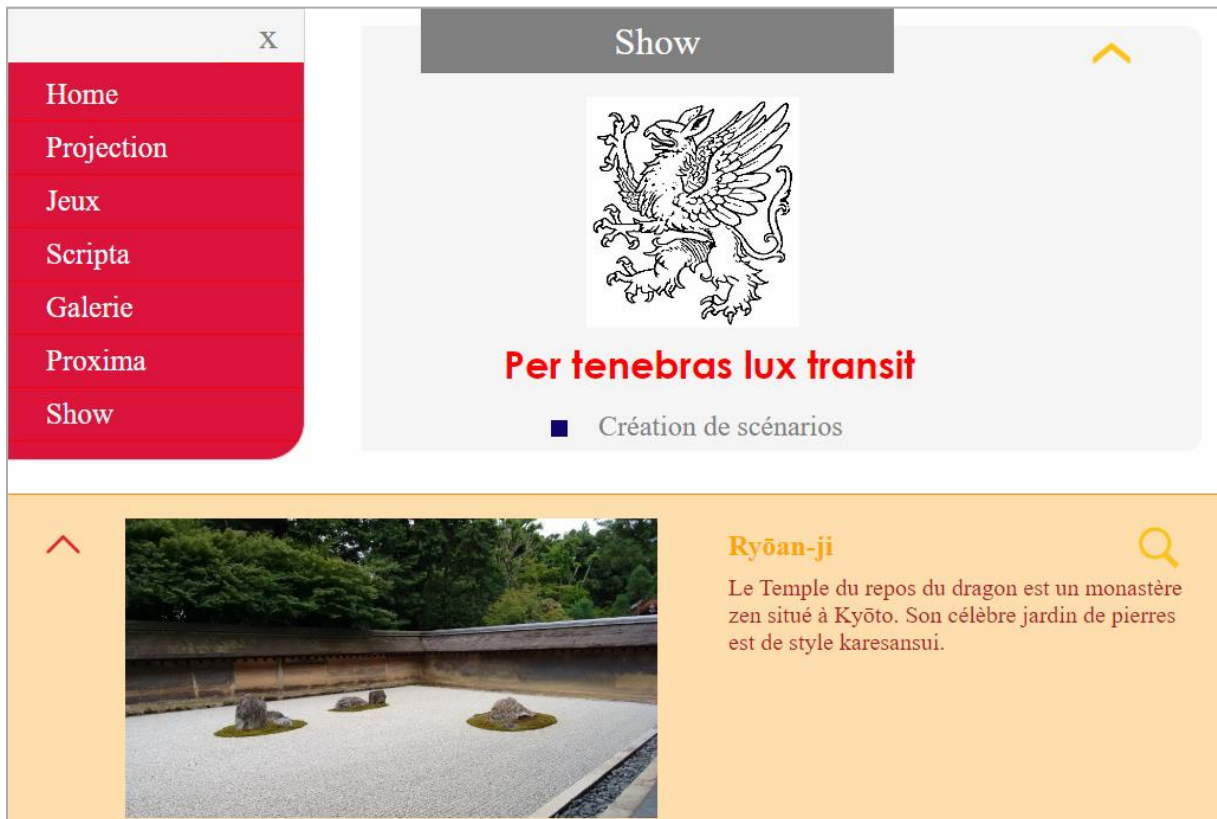 x
Home
Projection
Jeux
Scripta
Galerie
Proxima
Show
Show
Per tenebras lux transit
Création de scénarios
Ryōan-ji
Le Temple du repos du dragon est un monastère
zen situé à Kyōto. Son célèbre jardin de pierres
est de style karesansui.